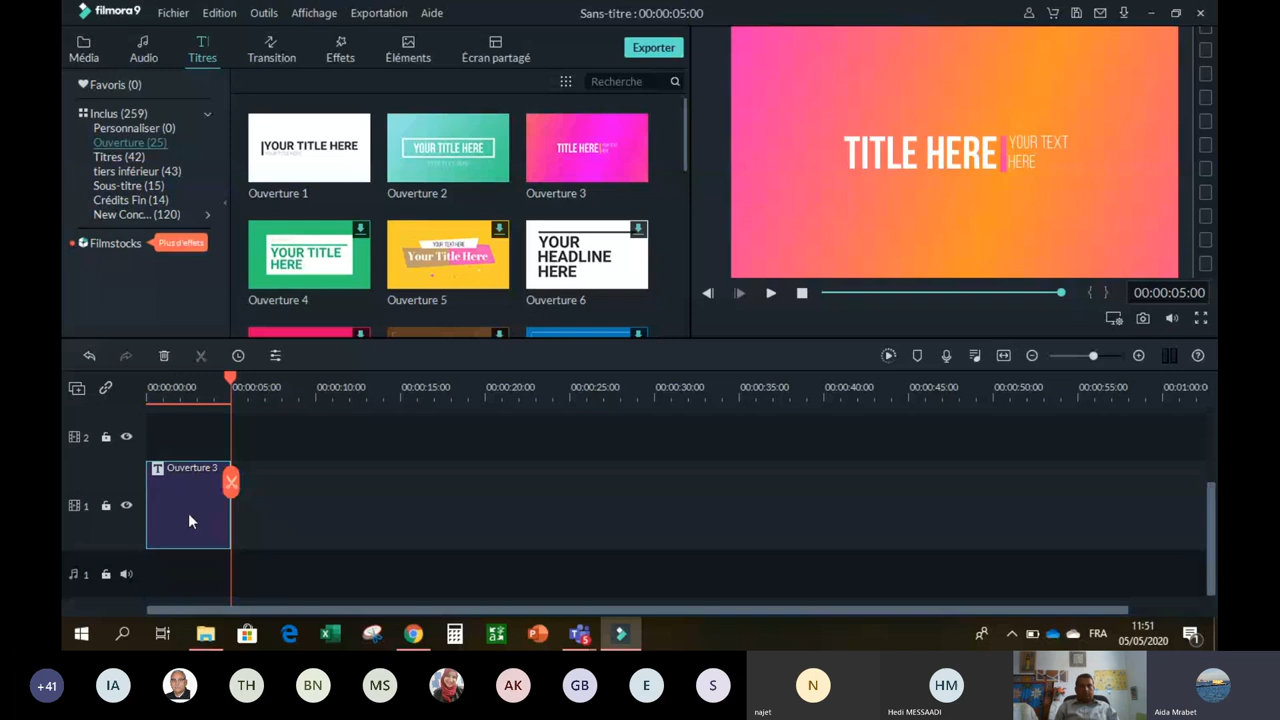 filmora9
Fichier
Edition
Outils
Affichage
Exportation
Aide
Sans-titre : 00:00:05:00
Média
Audio
Titres
Transition
Effets
Éléments
Écran partagé
Exporter
Favoris (0)
Inclus (259)
Personnaliser (0)
Ouverture (25)
Titres (42)
tiers inférieur (43)
Sous-titre (15)
Crédits Fin (14)
New Conc... (120)
Filmstocks
Plus d'effets
Recherche
YOUR TITLE HERE
Ouverture 1
YOUR TITLE HERE
Ouverture 2
TITLE HERE
Ouverture 3
YOUR TITLE
HERE
Ouverture 4
YOUR TEXT HERE
Your Title Here
Ouverture 5
YOUR
HEADLINE
HERE
Ouverture 6
TITLE HERE
YOUR TEXT
HERE
00:00:05:00
00:00:00:00
00:00:05:00
00:00:10:00
00:00:15:00
00:00:20:00
00:00:25:00
00:00:30:00
00:00:35:00
00:00:40:00
00:00:45:00
00:00:50:00
00:00:55:00
00:01:00:0
2
T Ouverture 3
1
1
FRA
11:51
05/05/2020
1
+41
IA
TH
BN
MS
AK
GB
E
S
N
najet
HM
Hedi MESSAADI
Aida Mrabet